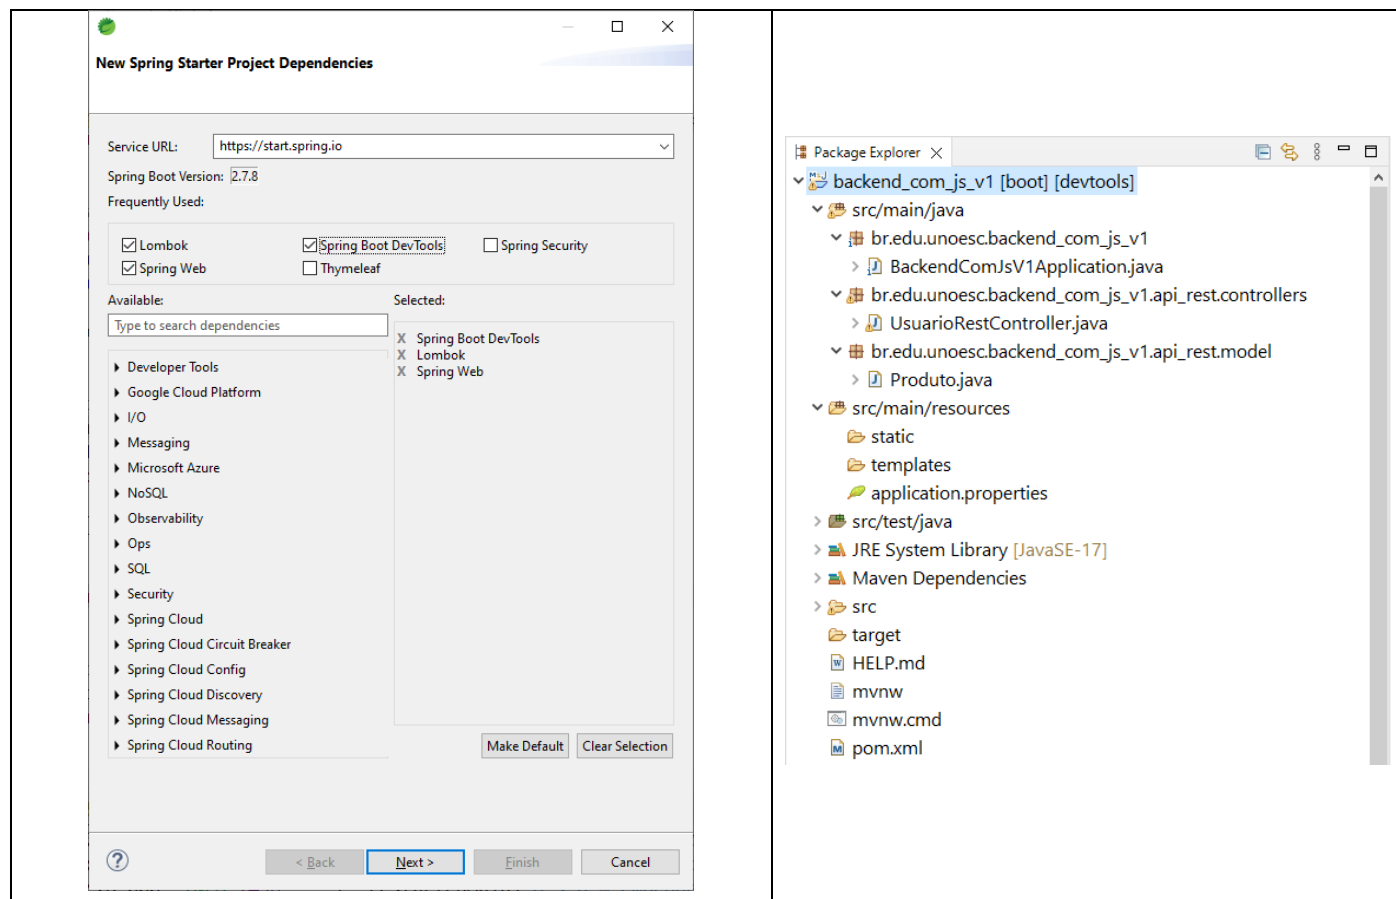 New Spring Starter Project Dependencies
Service URL: https://start.spring.io
Spring Boot Version: 2.7.8
Frequently Used:
Lombok Spring Boot DevTools Spring Security
Spring Web Thymeleaf
Available: Selected:
Type to search dependencies
X Spring Boot DevTools
X Lombok
X Spring Web
Developer Tools
Google Cloud Platform
I/O
Messaging
Microsoft Azure
NoSQL
Observability
Ops
SQL
Security
Spring Cloud
Spring Cloud Circuit Breaker
Spring Cloud Config
Spring Cloud Discovery
Spring Cloud Messaging
Spring Cloud Routing
Make Default Clear Selection
< Back Next > Finish Cancel
Package Explorer
backend_com_js_v1 [boot] [devtools]
src/main/java
br.edu.unoesc.backend_com_js_v1
BackendComJsV1Application.java
br.edu.unoesc.backend_com_js_v1.api_rest.controllers
UsuarioRestController.java
br.edu.unoesc.backend_com_js_v1.api_rest.model
Produto.java
src/main/resources
static
templates
application.properties
src/test/java
JRE System Library [JavaSE-17]
Maven Dependencies
src
target
HELP.md
mvnw
mvnw.cmd
pom.xml